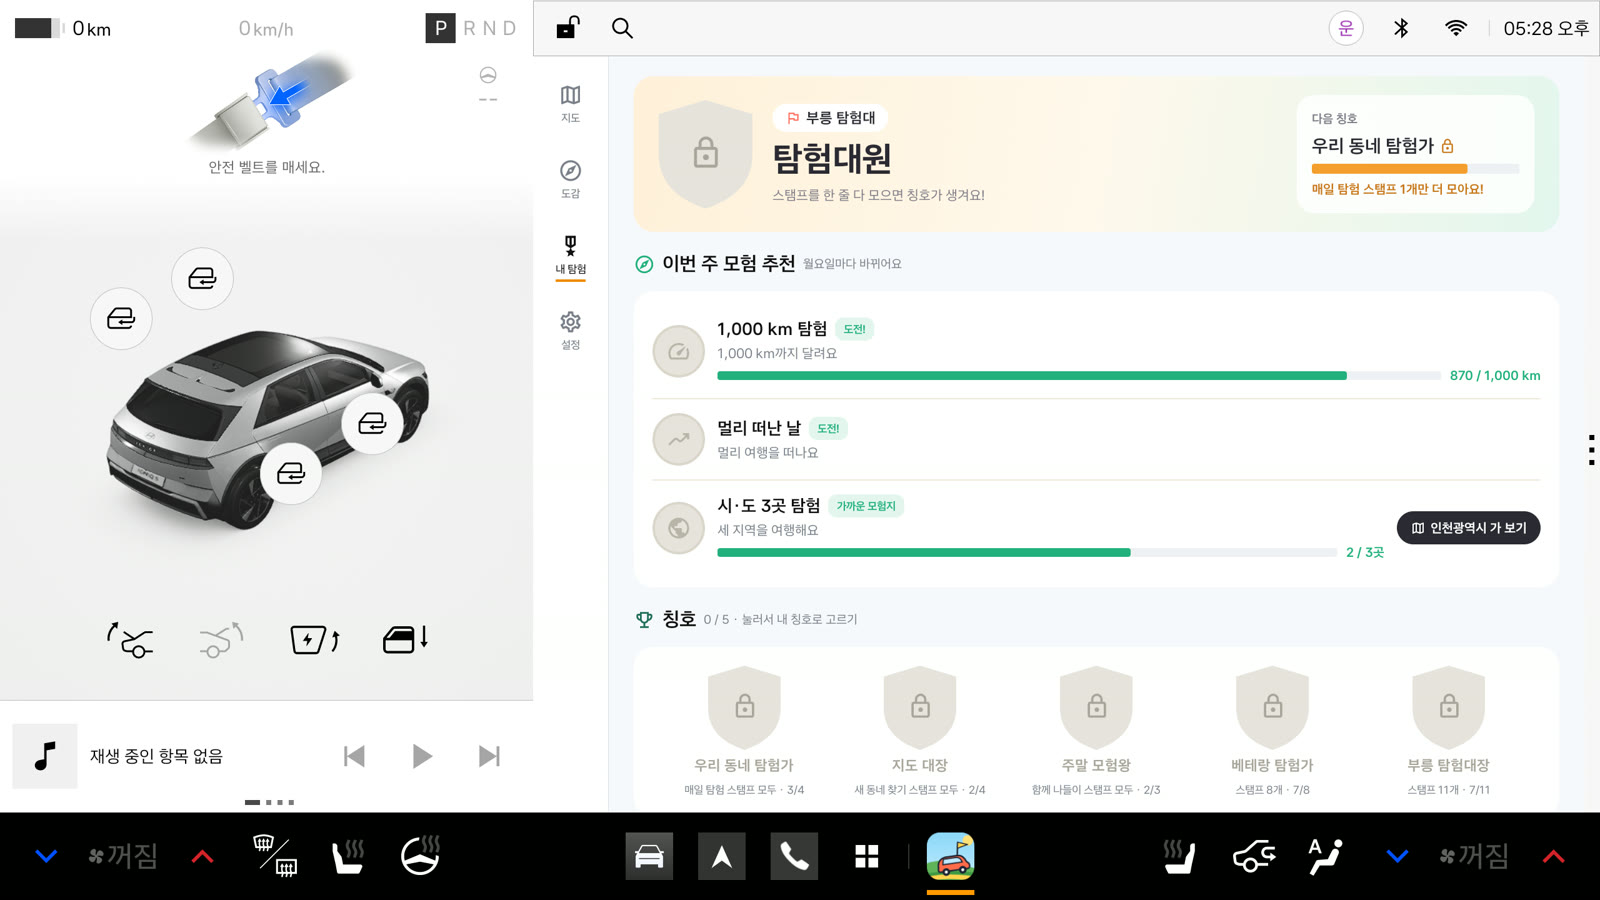 0 km
0 km/h
P R N D
안전 벨트를 매세요.
--
재생 중인 항목 없음
운
05:28 오후
지도
도감
내 탐험
설정
부릉 탐험대
탐험대원
스탬프를 한 줄 다 모으면 칭호가 생겨요!
다음 칭호
우리 동네 탐험가
매일 탐험 스탬프 1개만 더 모아요!
이번 주 모험 추천 월요일마다 바뀌어요
1,000 km 탐험 도전!
1,000 km까지 달려요
870 / 1,000 km
멀리 떠난 날 도전!
멀리 여행을 떠나요
시·도 3곳 탐험 가까운 모험지
세 지역을 여행해요
2 / 3곳
인천광역시 가 보기
칭호 0 / 5 · 눌러서 내 칭호로 고르기
우리 동네 탐험가
매일 탐험 스탬프 모두 · 3/4
지도 대장
새 동네 찾기 스탬프 모두 · 2/4
주말 모험왕
함께 나들이 스탬프 모두 · 2/3
베테랑 탐험가
스탬프 8개 · 7/8
부릉 탐험대장
스탬프 11개 · 7/11
꺼짐
A
꺼짐